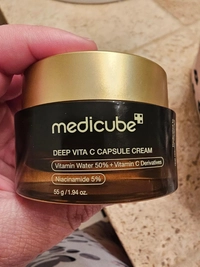 medicube
DEEP VITA C CAPSULE CREAM
Vitamin Water 50% + Vitamin C Derivatives
Niacinamide 5%
55 g / 1.94 oz.